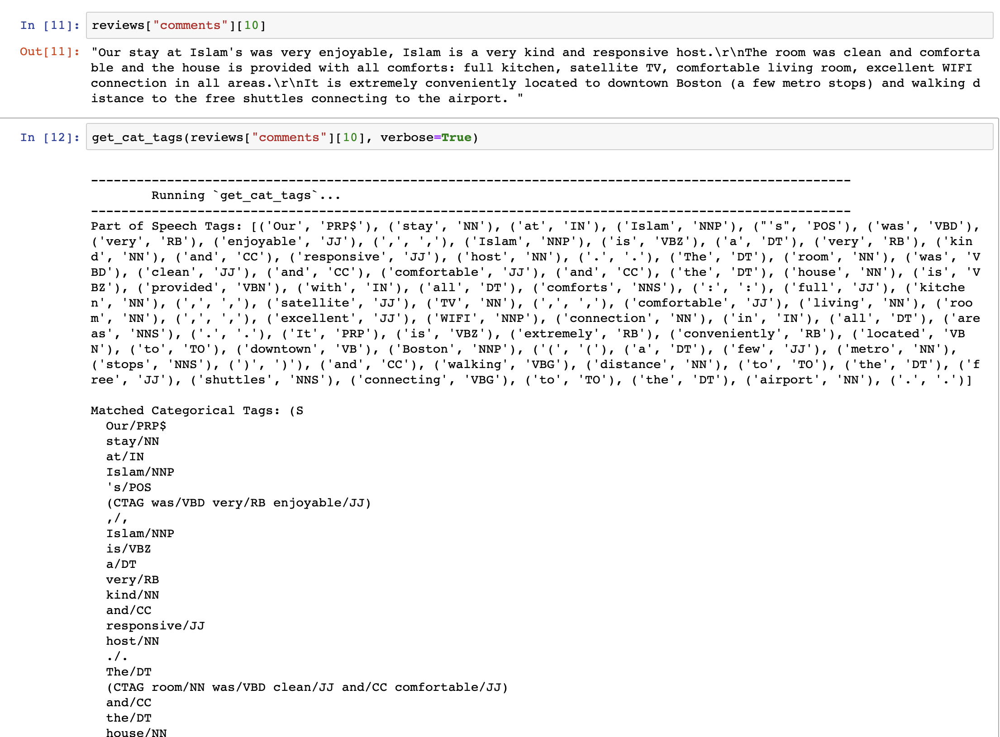 In [11]: reviews["comments"][10]
Out[11]: "Our stay at Islam's was very enjoyable, Islam is a very kind and responsive host.\r\nThe room was clean and comforta
ble and the house is provided with all comforts: full kitchen, satellite TV, comfortable living room, excellent WIFI
connection in all areas.\r\nIt is extremely conveniently located to downtown Boston (a few metro stops) and walking d
istance to the free shuttles connecting to the airport. "
In [12]: get_cat_tags(reviews["comments"][10], verbose=True)
----------------------------------------------------------------------------------------------------
Running `get_cat_tags`...
----------------------------------------------------------------------------------------------------
Part of Speech Tags: [('Our', 'PRP$'), ('stay', 'NN'), ('at', 'IN'), ('Islam', 'NNP'), ("'s", 'POS'), ('was', 'VBD'),
('very', 'RB'), ('enjoyable', 'JJ'), (',', ','), ('Islam', 'NNP'), ('is', 'VBZ'), ('a', 'DT'), ('very', 'RB'), ('kin
d', 'NN'), ('and', 'CC'), ('responsive', 'JJ'), ('host', 'NN'), ('.', '.'), ('The', 'DT'), ('room', 'NN'), ('was', 'V
BD'), ('clean', 'JJ'), ('and', 'CC'), ('comfortable', 'JJ'), ('and', 'CC'), ('the', 'DT'), ('house', 'NN'), ('is', 'V
BZ'), ('provided', 'VBN'), ('with', 'IN'), ('all', 'DT'), ('comforts', 'NNS'), (':', ':'), ('full', 'JJ'), ('kitche
n', 'NN'), (',', ','), ('satellite', 'JJ'), ('TV', 'NN'), (',', ','), ('comfortable', 'JJ'), ('living', 'NN'), ('roo
m', 'NN'), (',', ','), ('excellent', 'JJ'), ('WIFI', 'NNP'), ('connection', 'NN'), ('in', 'IN'), ('all', 'DT'), ('are
as', 'NNS'), ('.', '.'), ('It', 'PRP'), ('is', 'VBZ'), ('extremely', 'RB'), ('conveniently', 'RB'), ('located', 'VB
N'), ('to', 'TO'), ('downtown', 'VB'), ('Boston', 'NNP'), ('(', '('), ('a', 'DT'), ('few', 'JJ'), ('metro', 'NN'),
('stops', 'NNS'), (')', ')'), ('and', 'CC'), ('walking', 'VBG'), ('distance', 'NN'), ('to', 'TO'), ('the', 'DT'), ('f
ree', 'JJ'), ('shuttles', 'NNS'), ('connecting', 'VBG'), ('to', 'TO'), ('the', 'DT'), ('airport', 'NN'), ('.', '.')]
Matched Categorical Tags: (S
Our/PRP$
stay/NN
at/IN
Islam/NNP
's/POS
(CTAG was/VBD very/RB enjoyable/JJ)
,/,
Islam/NNP
is/VBZ
a/DT
very/RB
kind/NN
and/CC
responsive/JJ
host/NN
./.
The/DT
(CTAG room/NN was/VBD clean/JJ and/CC comfortable/JJ)
and/CC
the/DT
house/NN